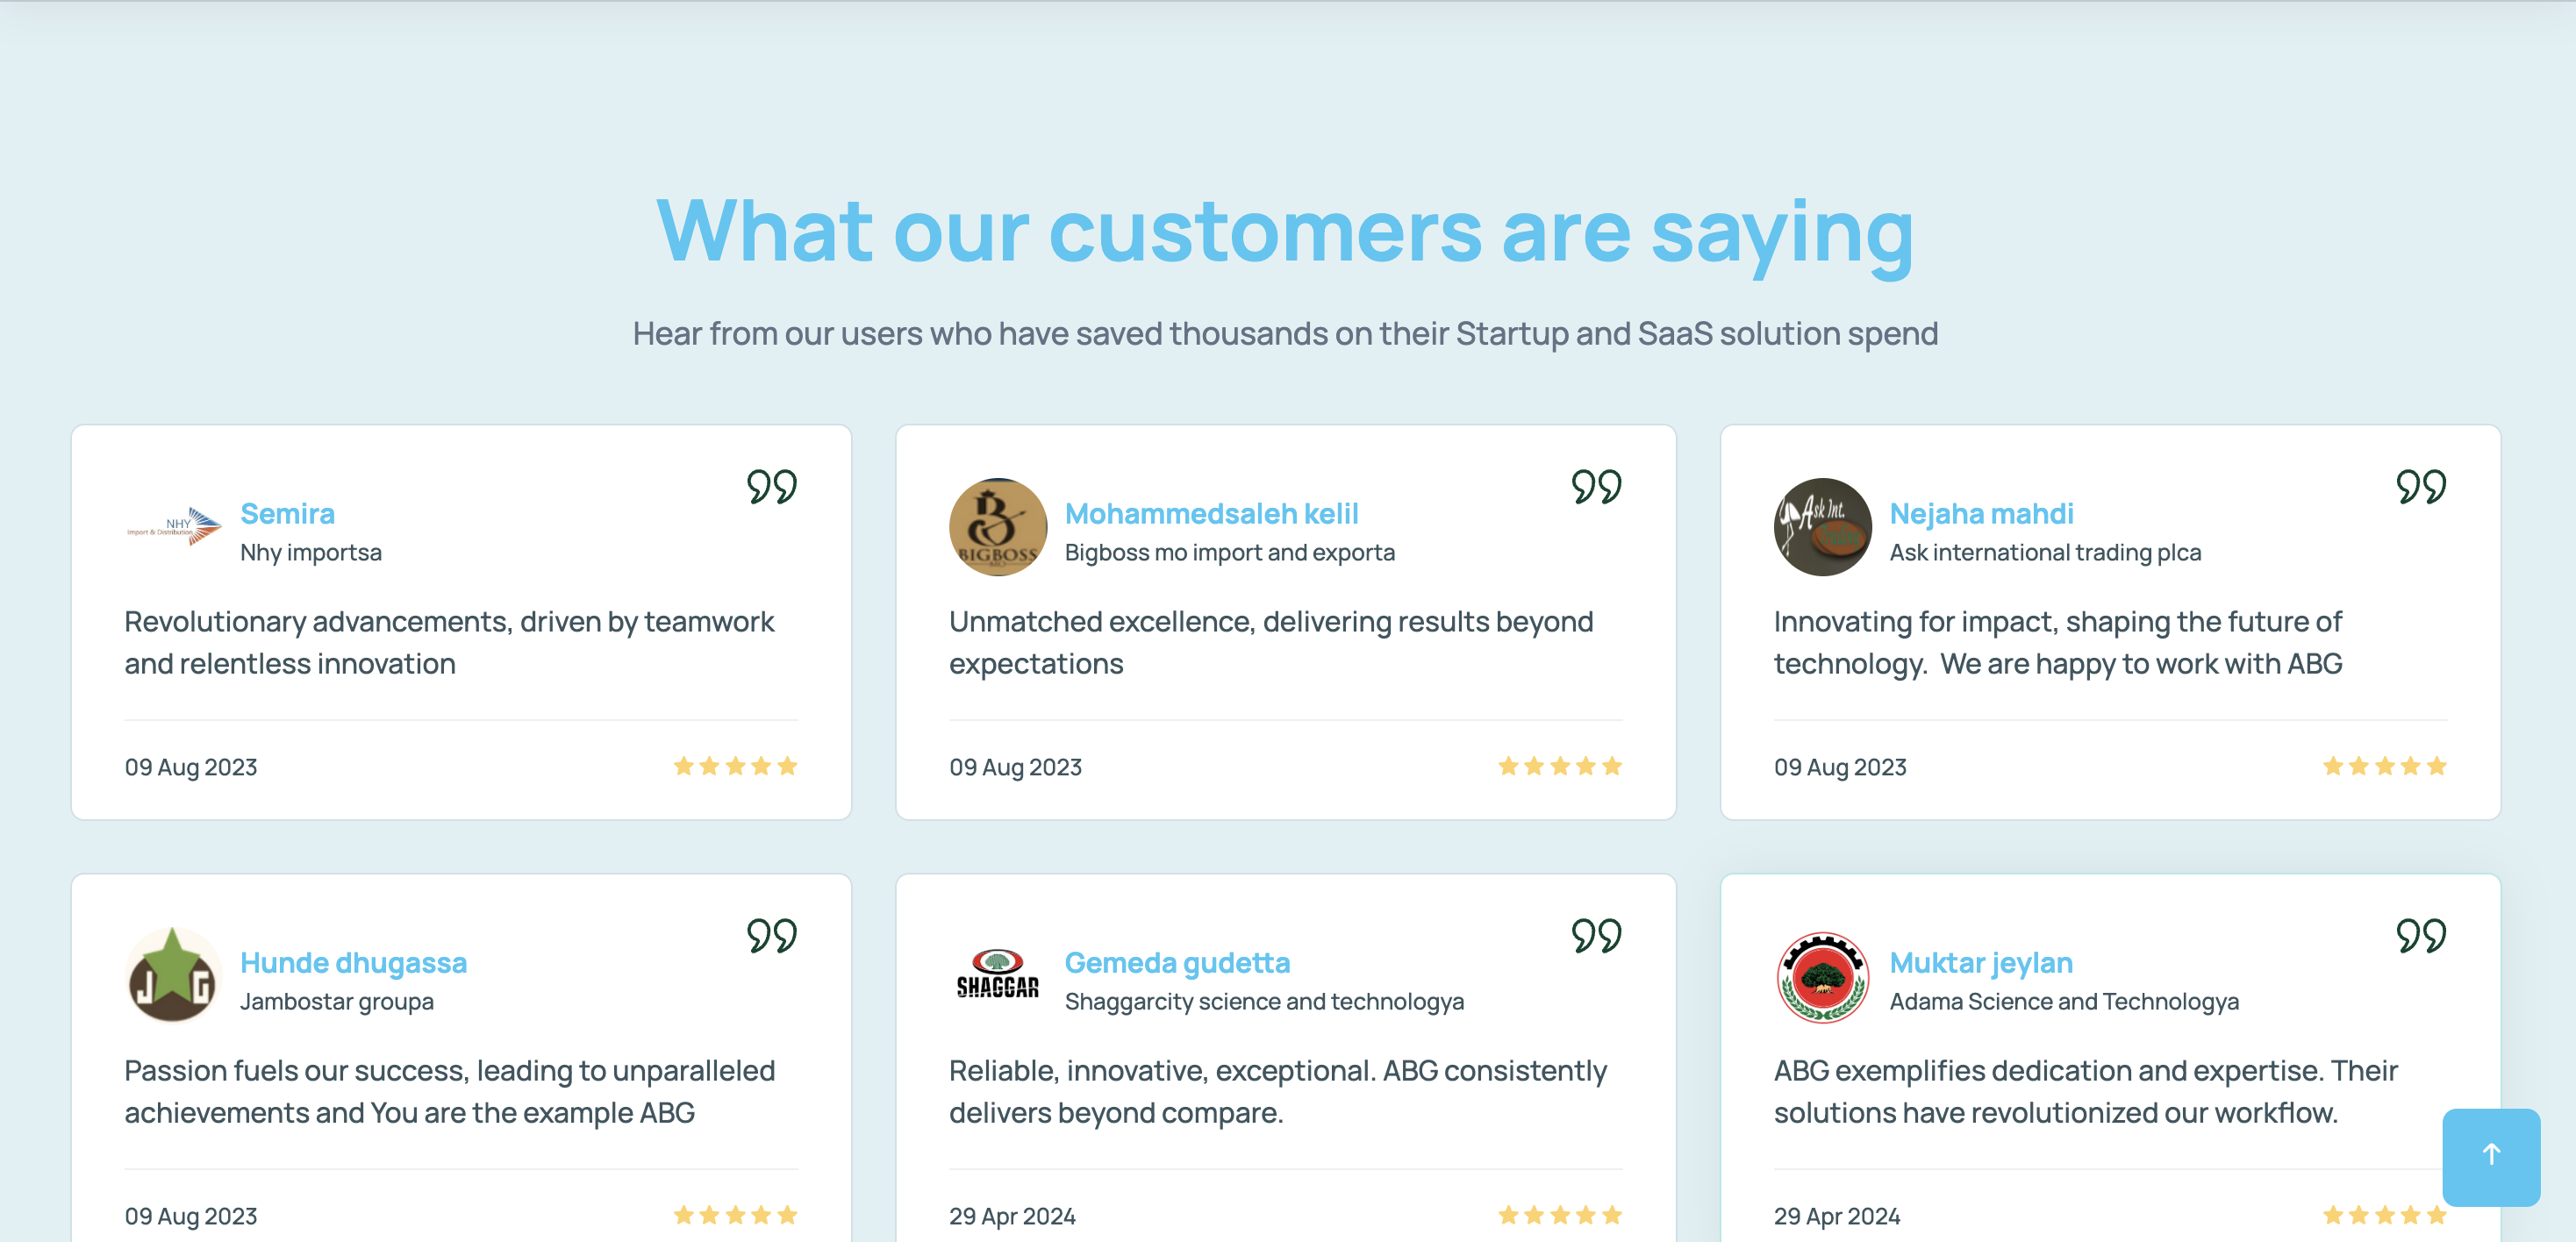 What our customers are saying
Hear from our users who have saved thousands on their Startup and SaaS solution spend
NHY
Import & Distribution
Semira
Nhy importsa
Revolutionary advancements, driven by teamwork
and relentless innovation
09 Aug 2023
B
BIGBOSS
MO
Mohammedsaleh kelil
Bigboss mo import and exporta
Unmatched excellence, delivering results beyond
expectations
09 Aug 2023
Ask Int.
Nejaha mahdi
Ask international trading plca
Innovating for impact, shaping the future of
technology.  We are happy to work with ABG
09 Aug 2023
J G
Hunde dhugassa
Jambostar groupa
Passion fuels our success, leading to unparalleled
achievements and You are the example ABG
09 Aug 2023
SHAGGAR
Gemeda gudetta
Shaggarcity science and technologya
Reliable, innovative, exceptional. ABG consistently
delivers beyond compare.
29 Apr 2024
Muktar jeylan
Adama Science and Technologya
ABG exemplifies dedication and expertise. Their
solutions have revolutionized our workflow.
29 Apr 2024